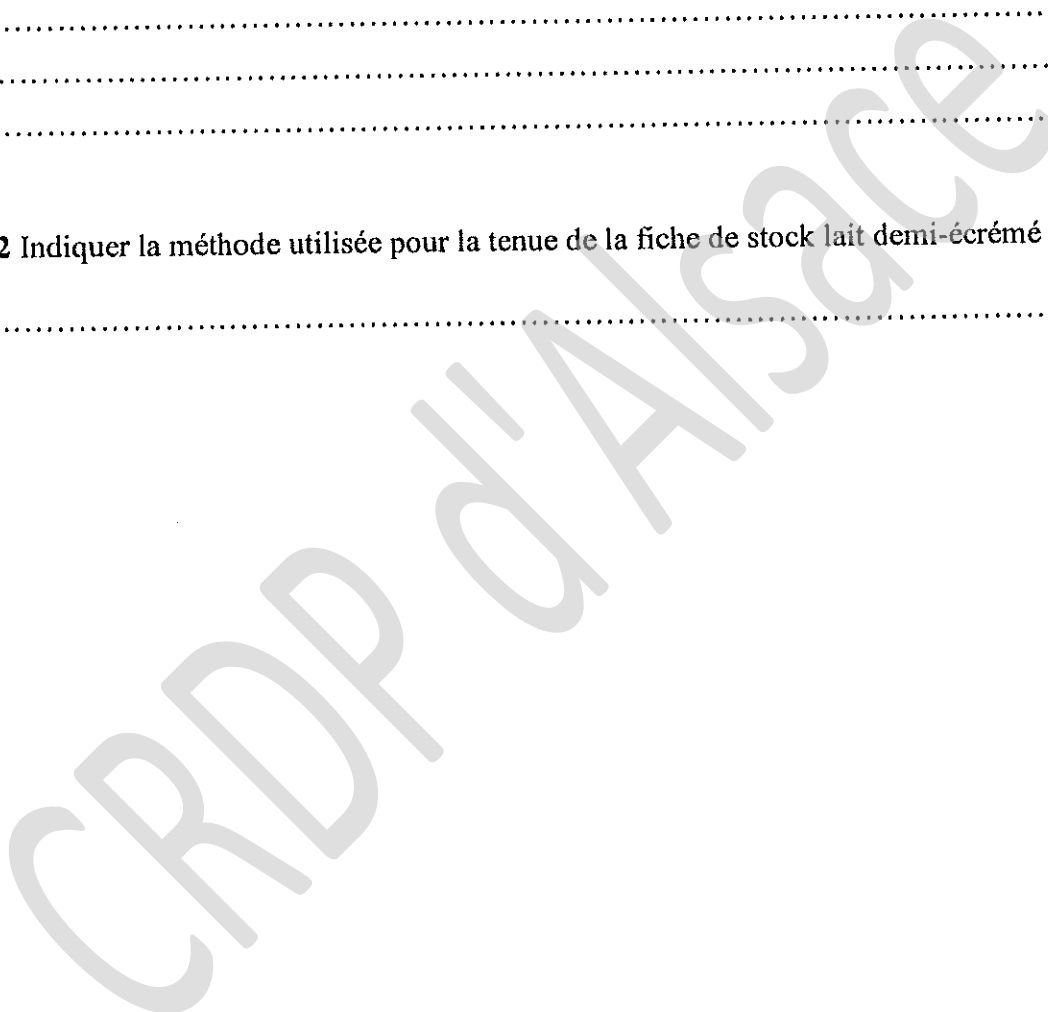 2 Indiquer la méthode utilisée pour la tenue de la fiche de stock lait demi-écrémé
CRDP d'Alsace